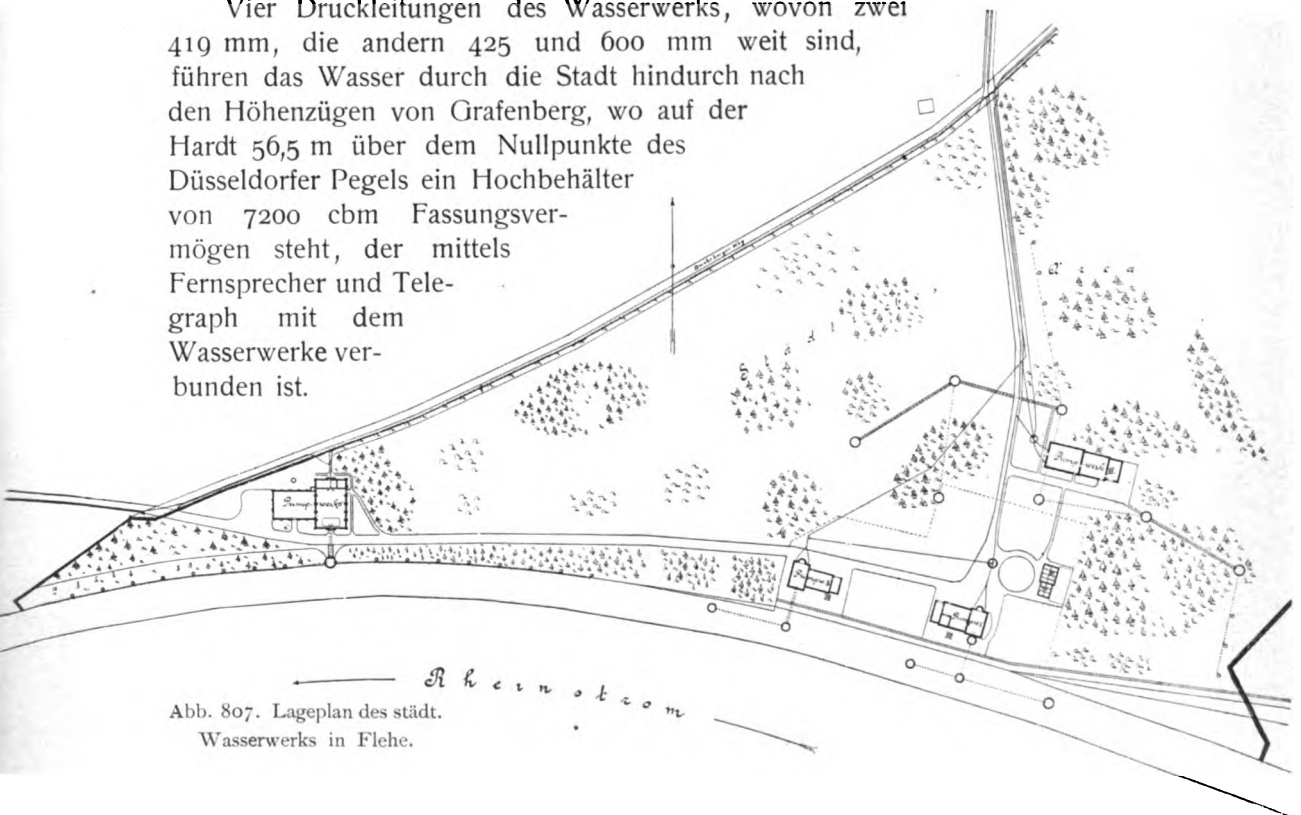 Vier Druckleitungen des Wasserwerks, wovon zwei
419 mm, die andern 425 und 600 mm weit sind,
führen das Wasser durch die Stadt hindurch nach
den Höhenzügen von Grafenberg, wo auf der
Hardt 56,5 m über dem Nullpunkte des
Düsseldorfer Pegels ein Hochbehälter
von 7200 cbm Fassungsver-
mögen steht, der mittels
Fernsprecher und Tele-
graph mit dem
Wasserwerke ver-
bunden ist.
Rheinstrom
Abb. 807. Lageplan des städt.
Wasserwerks in Flehe.